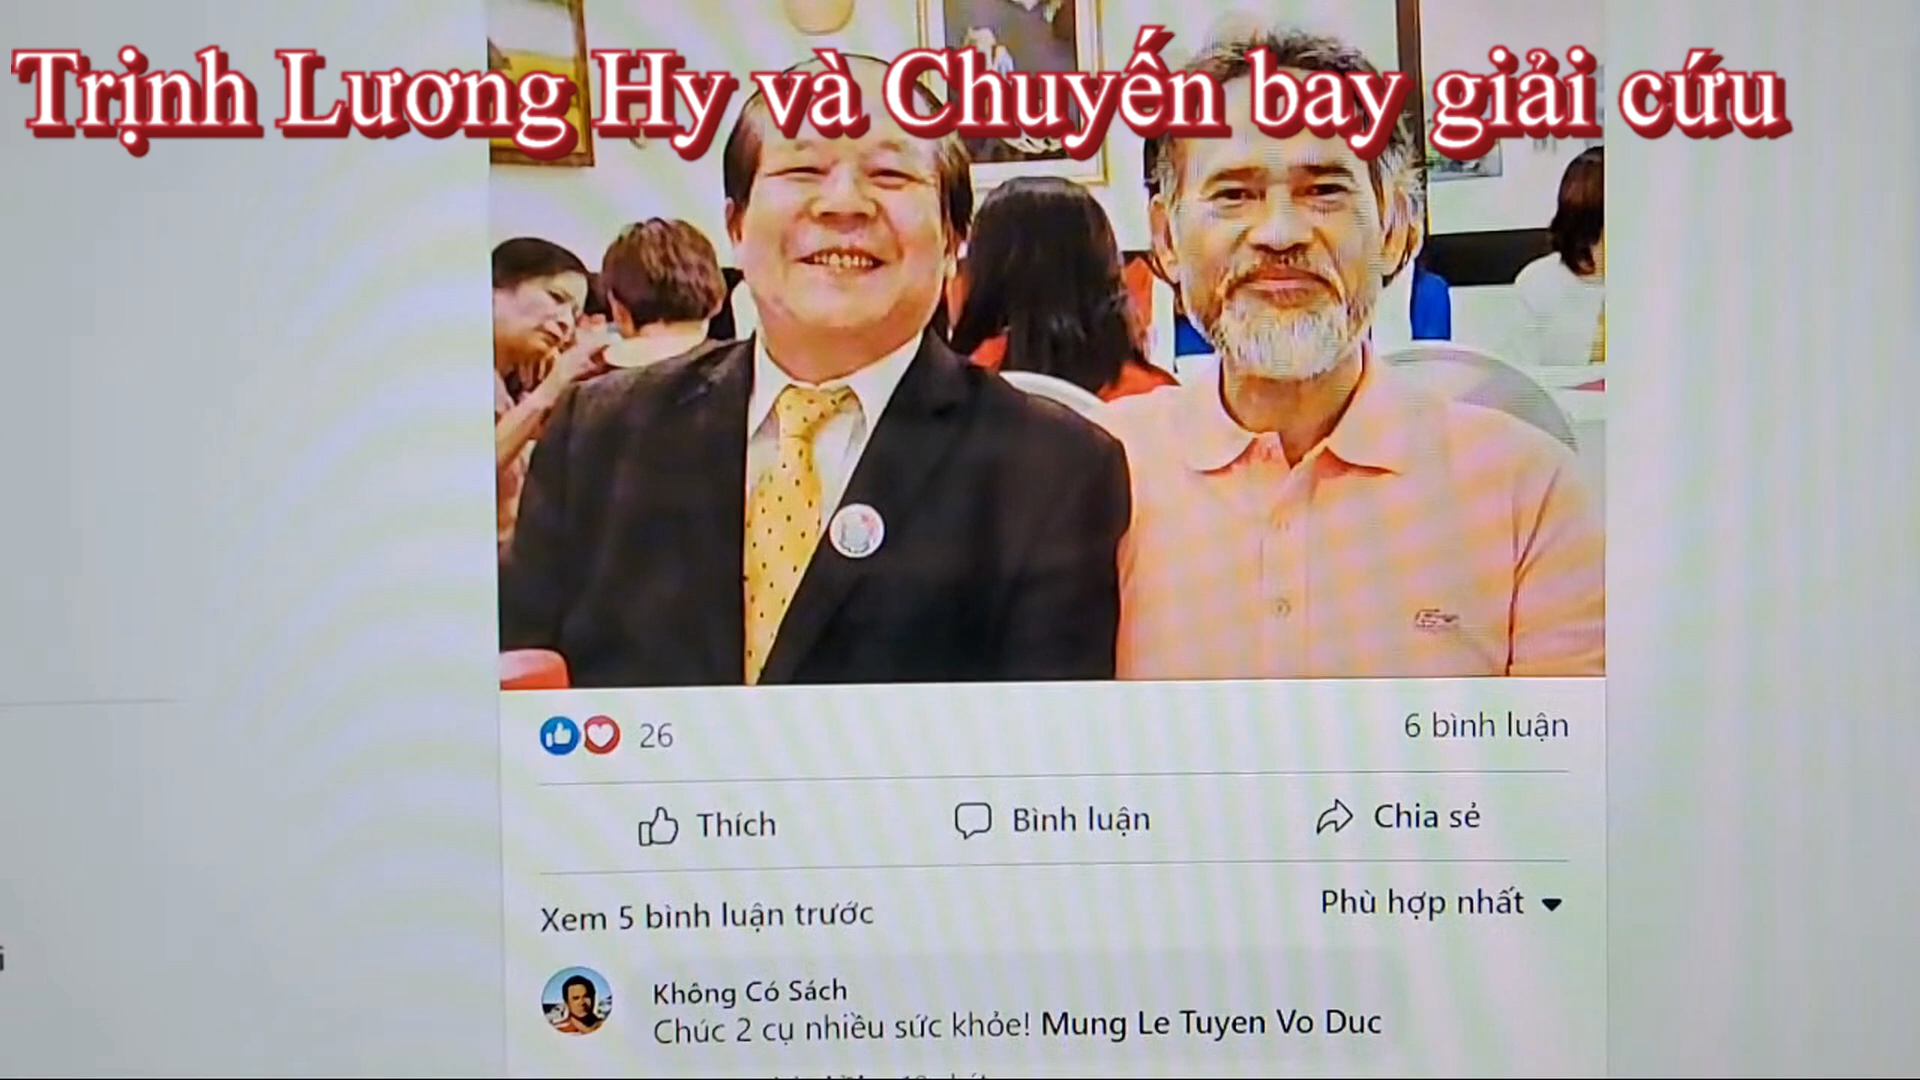 Trịnh Lương Hy và Chuyến bay giải cứu
26
6 bình luận
Thích
Bình luận
Chia sẻ
Xem 5 bình luận trước
Phù hợp nhất
Không Có Sách
Chúc 2 cụ nhiều sức khỏe! Mung Le Tuyen Vo Duc